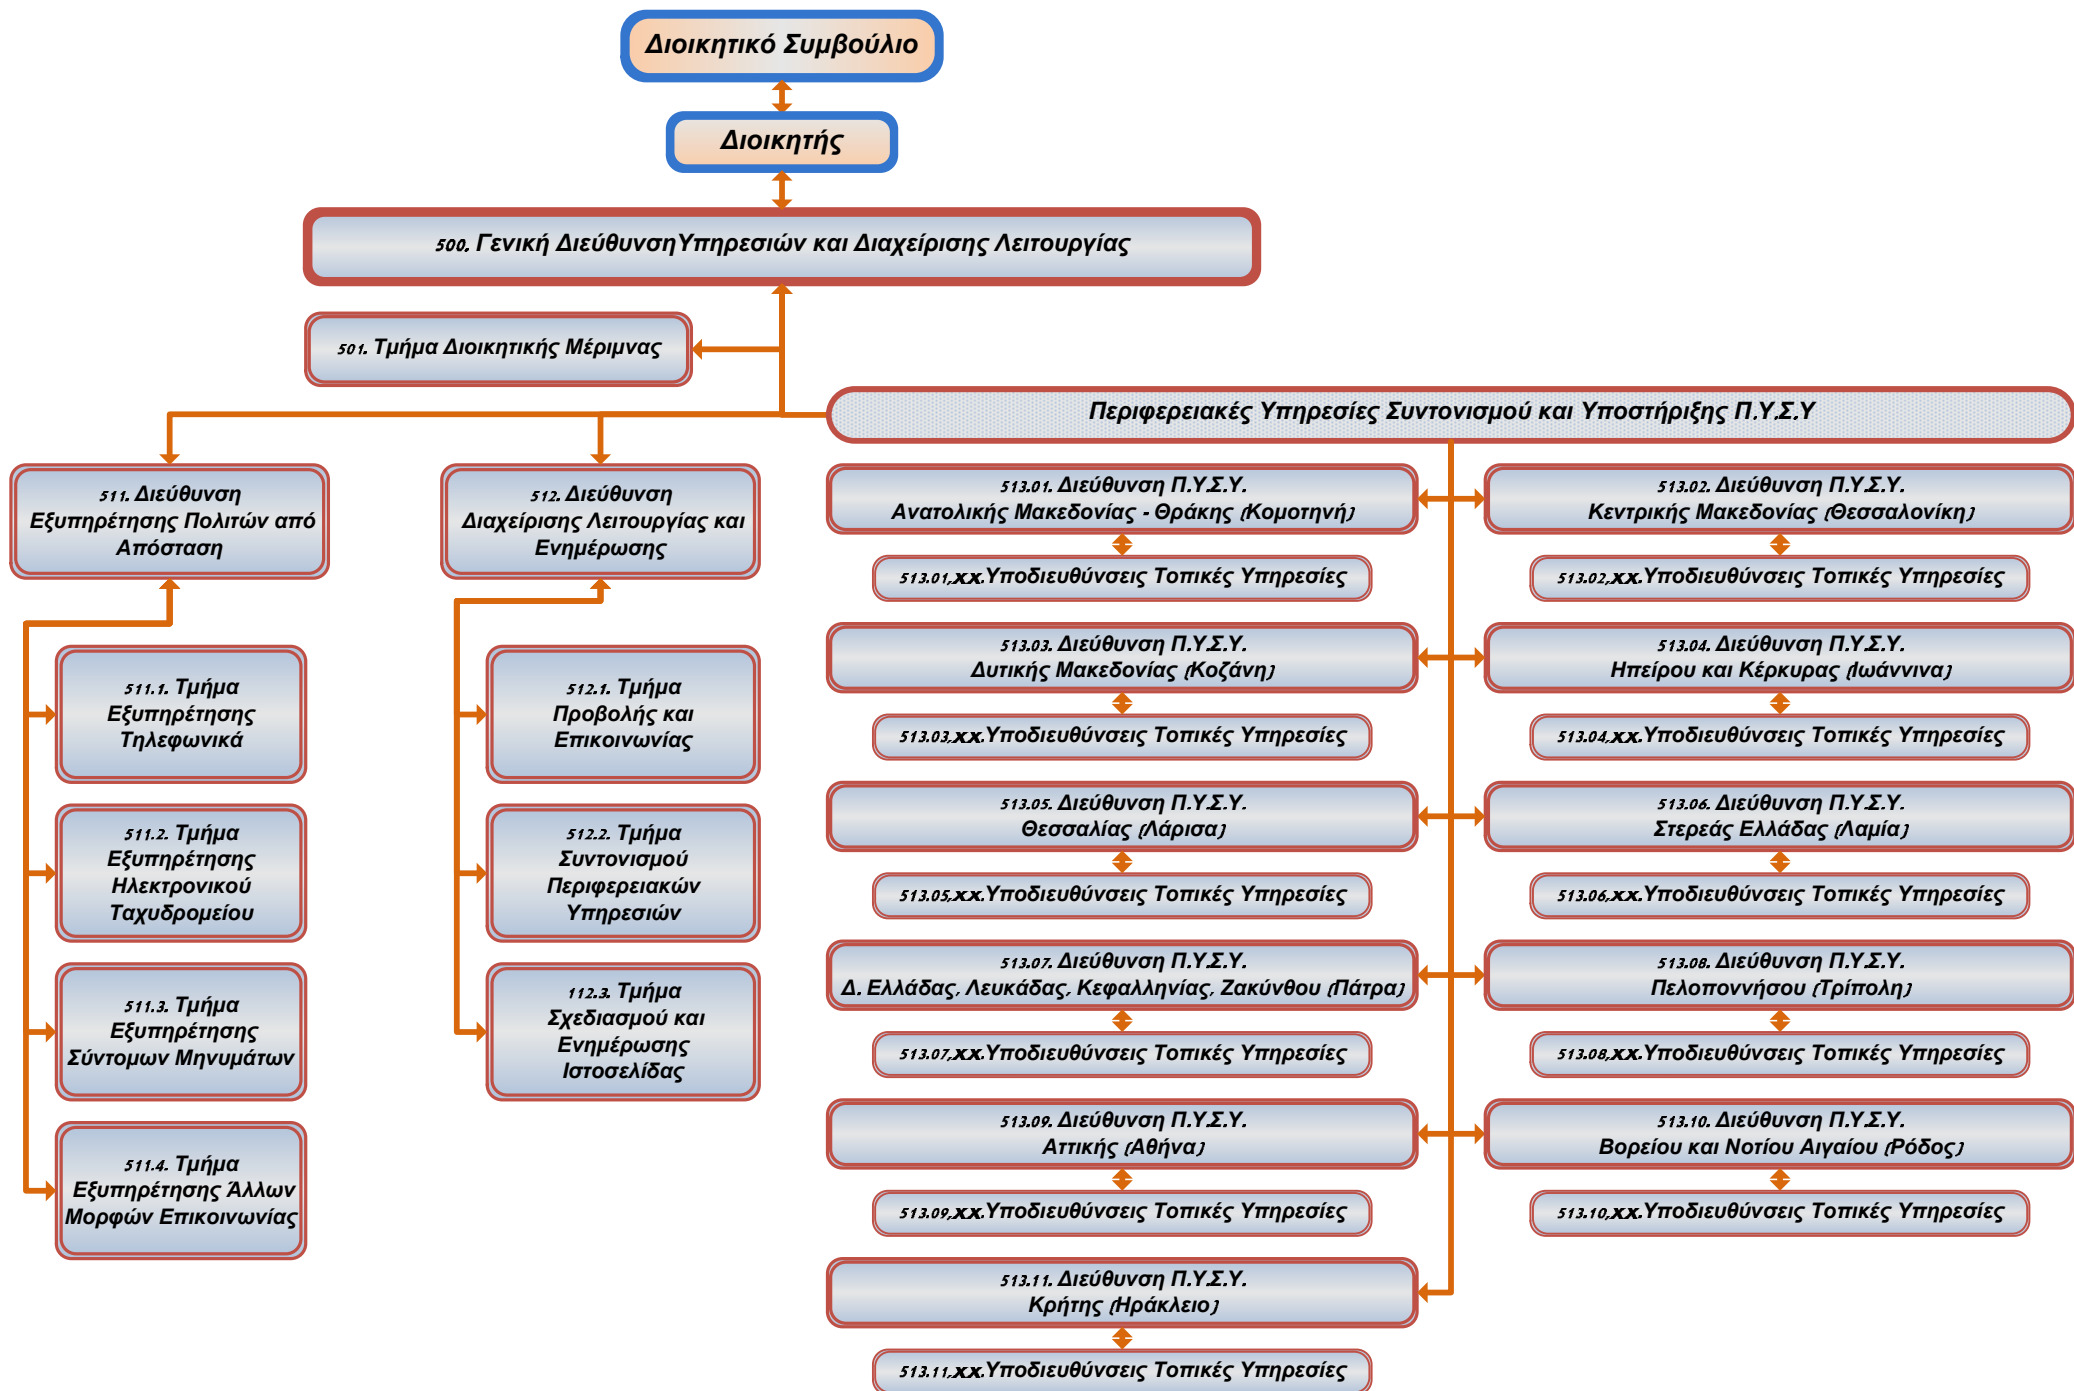 Διοικητικό Συμβούλιο
Διοικητής
500. Γενική ΔιεύθυνσηΥπηρεσιών και Διαχείρισης Λειτουργίας
501. Τμήμα Διοικητικής Μέριμνας
Περιφερειακές Υπηρεσίες Συντονισμού και Υποστήριξης Π.Υ.Σ.Υ
511. Διεύθυνση
Εξυπηρέτησης Πολιτών από
Απόσταση
511.1. Τμήμα
Εξυπηρέτησης
Τηλεφωνικά
511.2. Τμήμα
Εξυπηρέτησης
Ηλεκτρονικού
Ταχυδρομείου
511.3. Τμήμα
Εξυπηρέτησης
Σύντομων Μηνυμάτων
511.4. Τμήμα
Εξυπηρέτησης Άλλων
Μορφών Επικοινωνίας
512. Διεύθυνση
Διαχείρισης Λειτουργίας και
Ενημέρωσης
512.1. Τμήμα
Προβολής και
Επικοινωνίας
512.2. Τμήμα
Συντονισμού
Περιφερειακών
Υπηρεσιών
112.3. Τμήμα
Σχεδιασμού και
Ενημέρωσης
Ιστοσελίδας
513.01. Διεύθυνση Π.Υ.Σ.Υ.
Ανατολικής Μακεδονίας - Θράκης (Κομοτηνή)
513.01,xx.Υποδιευθύνσεις Τοπικές Υπηρεσίες
513.02. Διεύθυνση Π.Υ.Σ.Υ.
Κεντρικής Μακεδονίας (Θεσσαλονίκη)
513.02,xx.Υποδιευθύνσεις Τοπικές Υπηρεσίες
513.03. Διεύθυνση Π.Υ.Σ.Υ.
Δυτικής Μακεδονίας (Κοζάνη)
513.03,xx.Υποδιευθύνσεις Τοπικές Υπηρεσίες
513.04. Διεύθυνση Π.Υ.Σ.Υ.
Ηπείρου και Κέρκυρας (Ιωάννινα)
513.04,xx.Υποδιευθύνσεις Τοπικές Υπηρεσίες
513.05. Διεύθυνση Π.Υ.Σ.Υ.
Θεσσαλίας (Λάρισα)
513.05,xx.Υποδιευθύνσεις Τοπικές Υπηρεσίες
513.06. Διεύθυνση Π.Υ.Σ.Υ.
Στερεάς Ελλάδας (Λαμία)
513.06,xx.Υποδιευθύνσεις Τοπικές Υπηρεσίες
513.07. Διεύθυνση Π.Υ.Σ.Υ.
Δ. Ελλάδας, Λευκάδας, Κεφαλληνίας, Ζακύνθου (Πάτρα)
513.07,xx.Υποδιευθύνσεις Τοπικές Υπηρεσίες
513.08. Διεύθυνση Π.Υ.Σ.Υ.
Πελοποννήσου (Τρίπολη)
513.08,xx.Υποδιευθύνσεις Τοπικές Υπηρεσίες
513.09. Διεύθυνση Π.Υ.Σ.Υ.
Αττικής (Αθήνα)
513.09,xx.Υποδιευθύνσεις Τοπικές Υπηρεσίες
513.10. Διεύθυνση Π.Υ.Σ.Υ.
Βορείου και Νοτίου Αιγαίου (Ρόδος)
513.10,xx.Υποδιευθύνσεις Τοπικές Υπηρεσίες
513.11. Διεύθυνση Π.Υ.Σ.Υ.
Κρήτης (Ηράκλειο)
513.11,xx.Υποδιευθύνσεις Τοπικές Υπηρεσίες